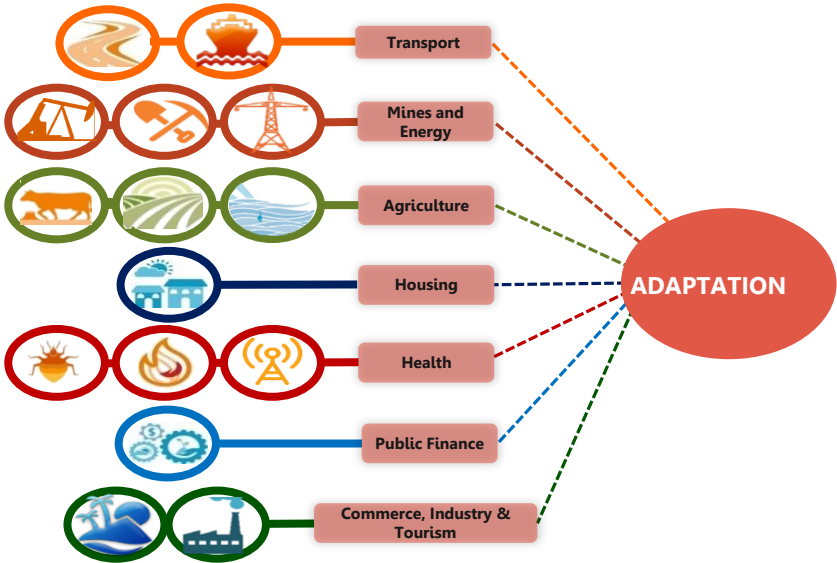 Transport
Mines and
Energy
Agriculture
ADAPTATION
Housing
Health
Public Finance
Commerce, Industry &
Tourism